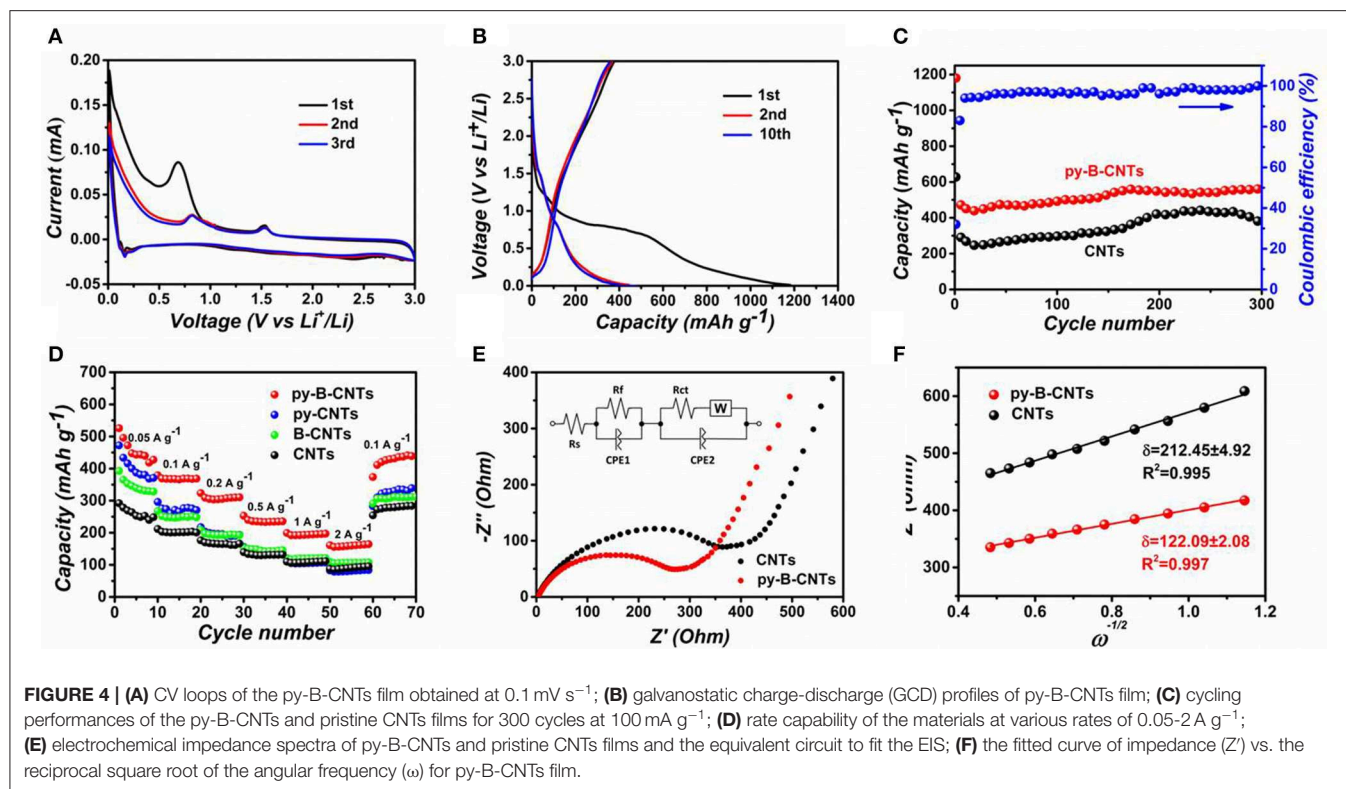 A
0.20
0.15
0.10
0.05
0.00
-0.05
Current (mA)
1st
2nd
3rd
0.0 0.5 1.0 1.5 2.0 2.5 3.0
Voltage (V vs Li+/Li)
B
3.0
2.5
2.0
1.5
1.0
0.5
0.0
Voltage (V vs Li+/Li)
1st
2nd
10th
0 200 400 600 800 1000 1200 1400
Capacity (mAh g-1)
C
1200
1000
800
600
400
200
0
Capacity (mAh g-1)
py-B-CNTs
CNTs
100
80
60
40
20
0
Coulombic efficiency (%)
0 100 200 300
Cycle number
D
700
600
500
400
300
200
100
0
Capacity (mAh g-1)
py-B-CNTs
py-CNTs
B-CNTs
CNTs
0.05 A g-1
0.1 A g-1
0.2 A g-1
0.5 A g-1
1 A g-1
2 A g-1
0.1 A g-1
0 10 20 30 40 50 60 70
Cycle number
E
400
300
200
100
0
-Z'' (Ohm)
Rs
Rf
CPE1
Rct
W
CPE2
CNTs
py-B-CNTs
0 100 200 300 400 500 600
Z' (Ohm)
F
600
500
400
300
py-B-CNTs
CNTs
δ=212.45±4.92
R2=0.995
δ=122.09±2.08
R2=0.997
0.4 0.6 0.8 1.0 1.2
ω-1/2
FIGURE 4 | (A) CV loops of the py-B-CNTs film obtained at 0.1 mV s−1; (B) galvanostatic charge-discharge (GCD) profiles of py-B-CNTs film; (C) cycling
performances of the py-B-CNTs and pristine CNTs films for 300 cycles at 100 mA g−1; (D) rate capability of the materials at various rates of 0.05-2 A g−1;
(E) electrochemical impedance spectra of py-B-CNTs and pristine CNTs films and the equivalent circuit to fit the EIS; (F) the fitted curve of impedance (Z′) vs. the
reciprocal square root of the angular frequency (ω) for py-B-CNTs film.